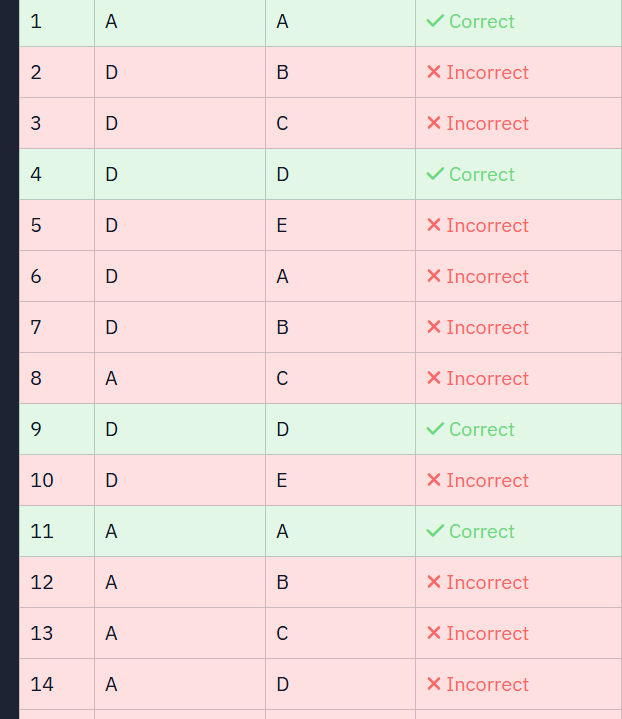 1 A A ✓ Correct
2 D B ✕ Incorrect
3 D C ✕ Incorrect
4 D D ✓ Correct
5 D E ✕ Incorrect
6 D A ✕ Incorrect
7 D B ✕ Incorrect
8 A C ✕ Incorrect
9 D D ✓ Correct
10 D E ✕ Incorrect
11 A A ✓ Correct
12 A B ✕ Incorrect
13 A C ✕ Incorrect
14 A D ✕ Incorrect